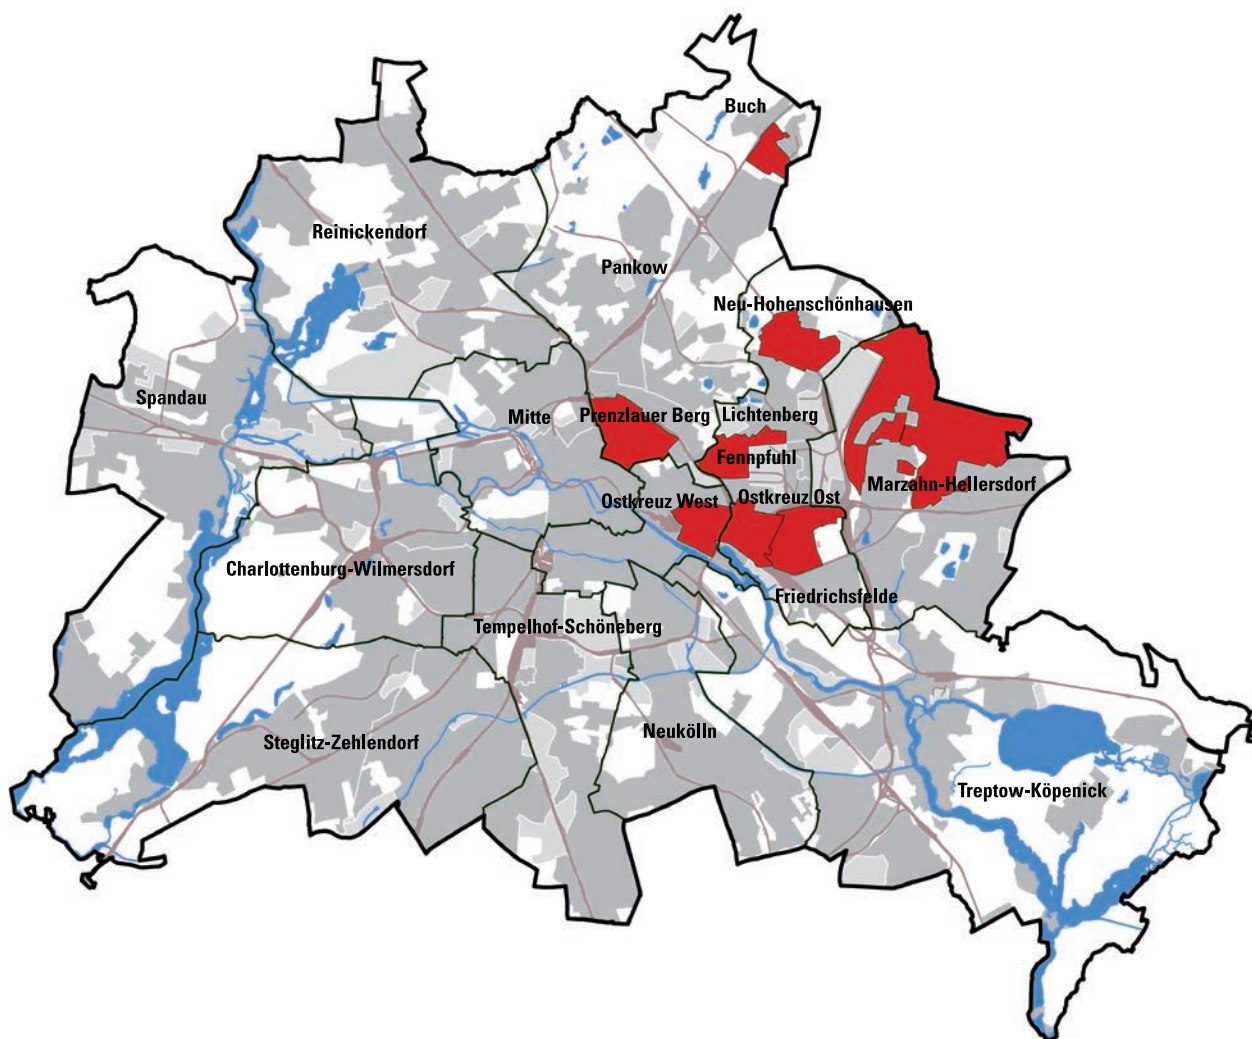 Buch
Reinickendorf
Pankow
Neu-Hohenschönhausen
Spandau
Mitte
Prenzlauer Berg
Lichtenberg
Fennpfuhl
Marzahn-Hellersdorf
Ostkreuz West
Ostkreuz Ost
Charlottenburg-Wilmersdorf
Friedrichsfelde
Tempelhof-Schöneberg
Neukölln
Steglitz-Zehlendorf
Treptow-Köpenick